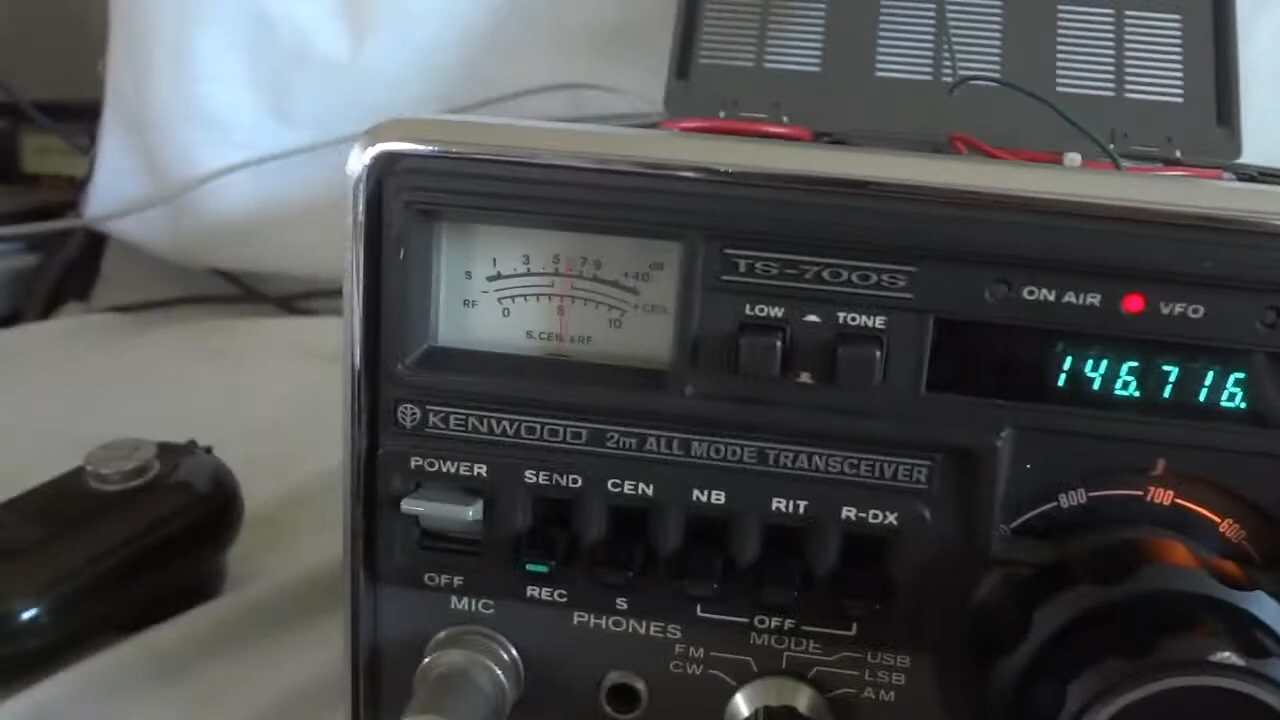 S 1 3 5 7 9 +40 dB
RF 0 5 10 +CEN.
S.CEN.&RF
TS-700S
LOW TONE
ON AIR VFO
146.716.
KENWOOD 2m ALL MODE TRANSCEIVER
POWER SEND CEN NB RIT R-DX
800 700 600
OFF REC S OFF
MIC PHONES MODE
FM USB
CW LSB
AM